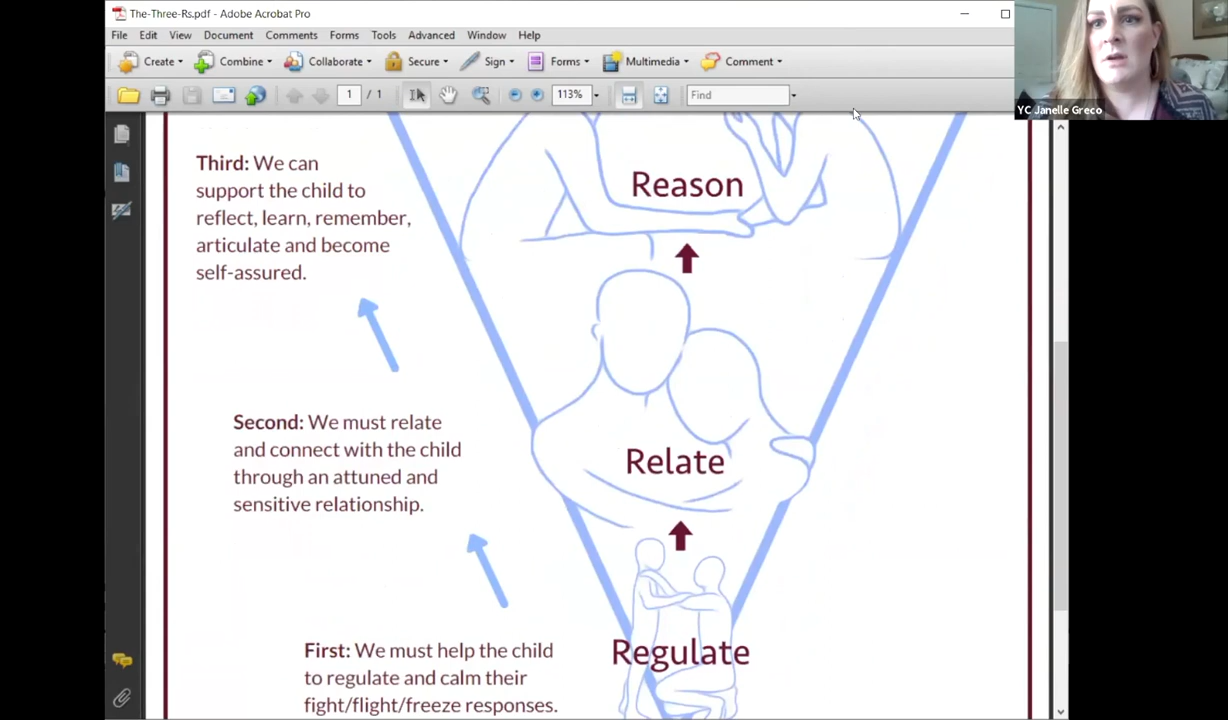 The-Three-Rs.pdf - Adobe Acrobat Pro
File Edit View Document Comments Forms Tools Advanced Window Help
Create Combine Collaborate Secure Sign Forms Multimedia Comment
1 / 1 113% Find
YC Janelle Greco
Third: We can
support the child to
reflect, learn, remember,
articulate and become
self-assured.
Reason
Second: We must relate
and connect with the child
through an attuned and
sensitive relationship.
Relate
First: We must help the child
to regulate and calm their
fight/flight/freeze responses.
Regulate